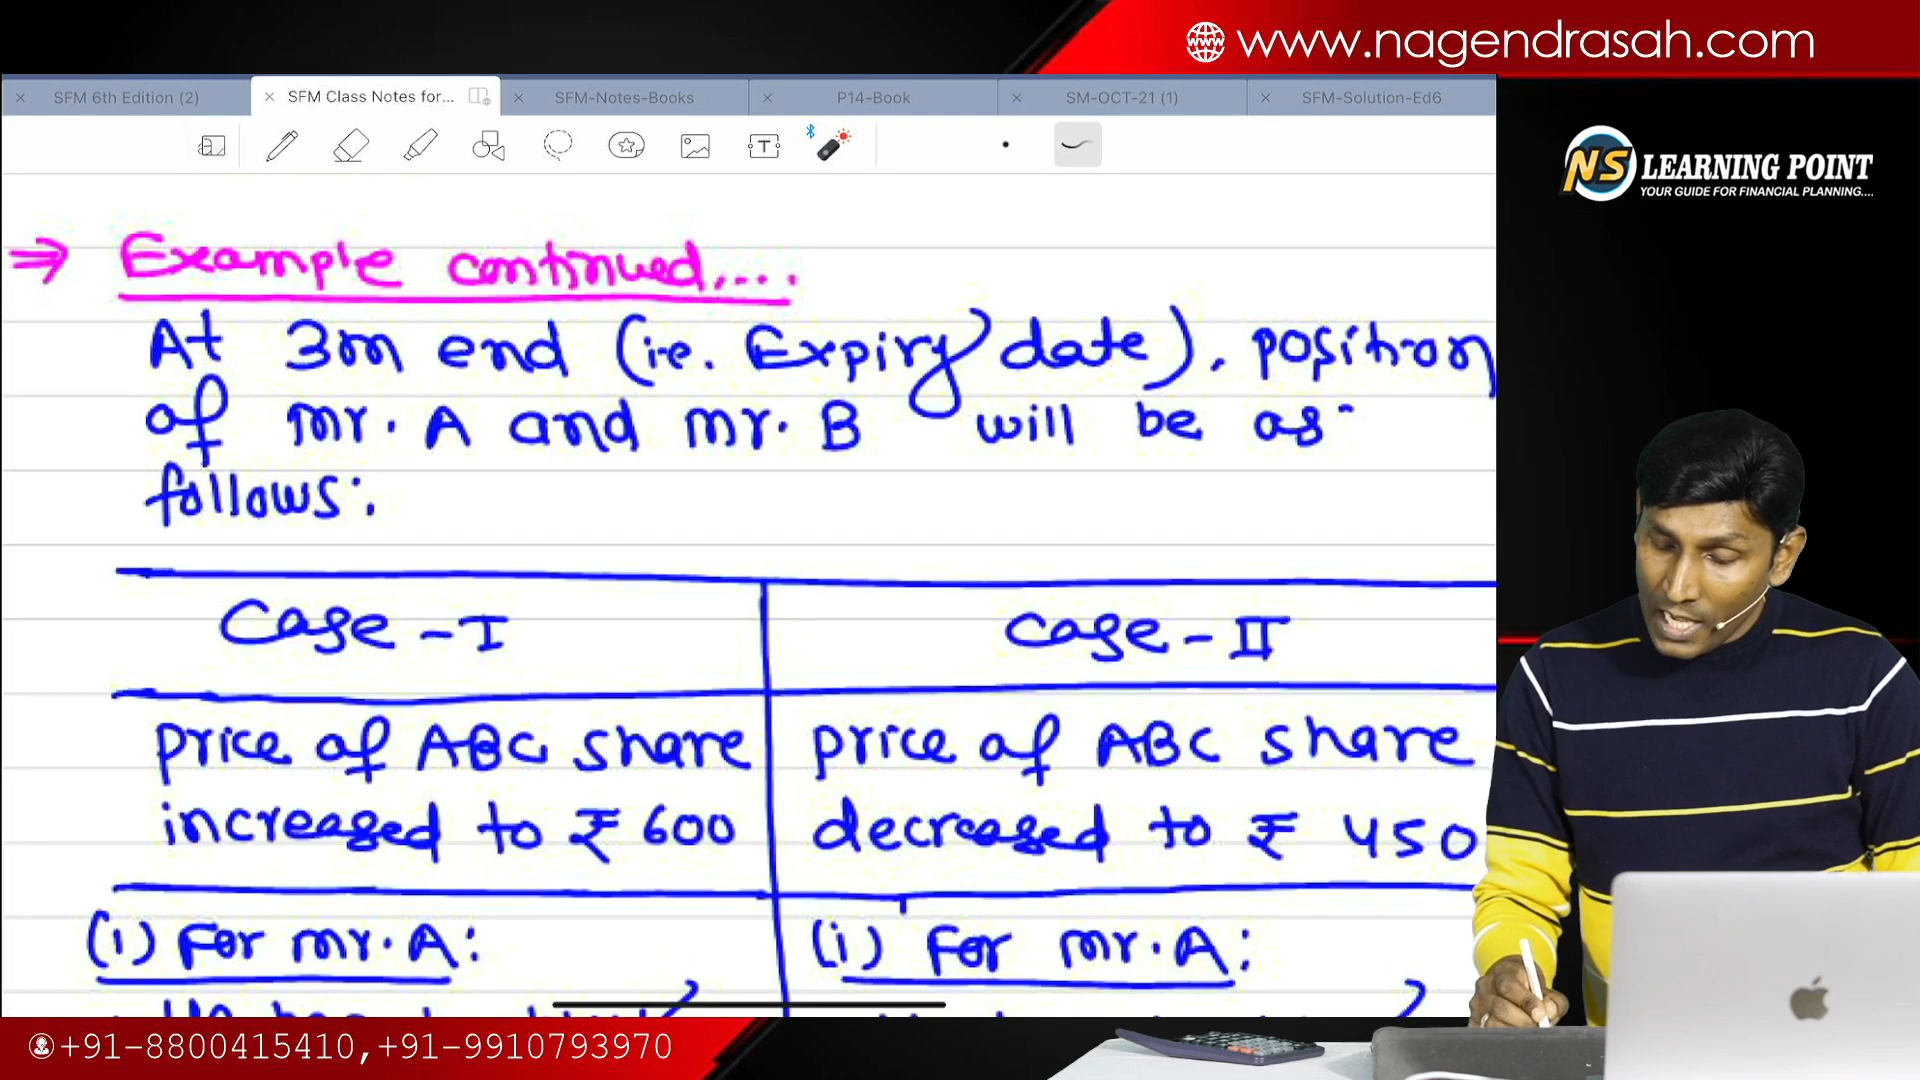 www.nagendrasah.com
SFM 6th Edition (2)
SFM Class Notes for...
SFM-Notes-Books
P14-Book
SM-OCT-21 (1)
SFM-Solution-Ed6
NS LEARNING POINT
YOUR GUIDE FOR FINANCIAL PLANNING....
⇒ Example continued....
At 3m end (i.e. Expiry date), position
of Mr. A and Mr. B will be as
follows:
Case - I
Case - II
price of ABC share
increased to ₹ 600
price of ABC share
decreased to ₹ 450
(i) For Mr. A:
(i) For Mr. A:
+91-8800415410,+91-9910793970